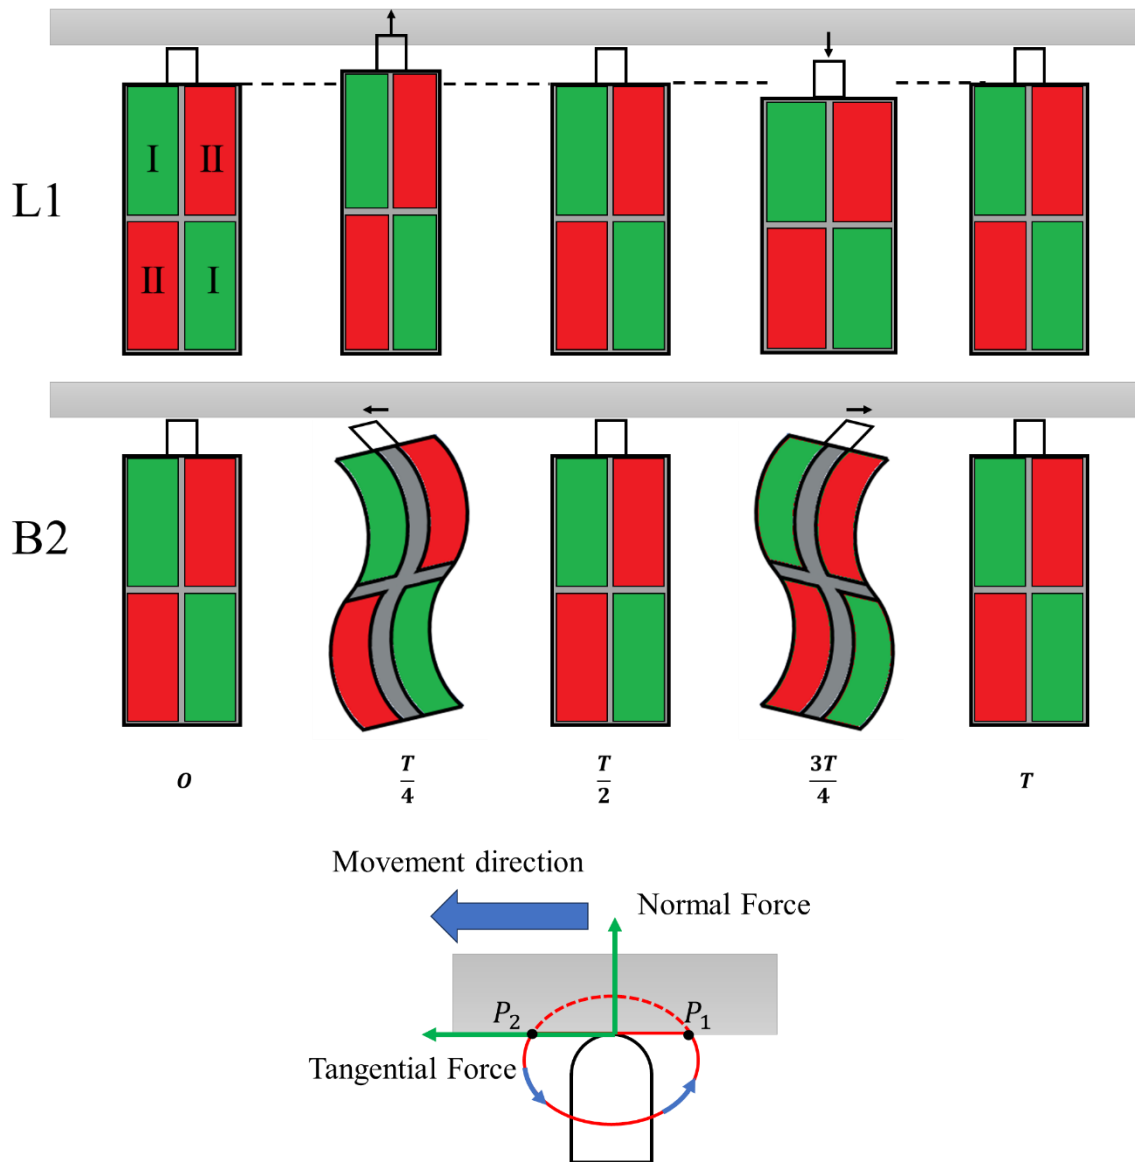 L1
I II
II I
B2
O T/4 T/2 3T/4 T
Movement direction
Normal Force
P₂ P₁
Tangential Force